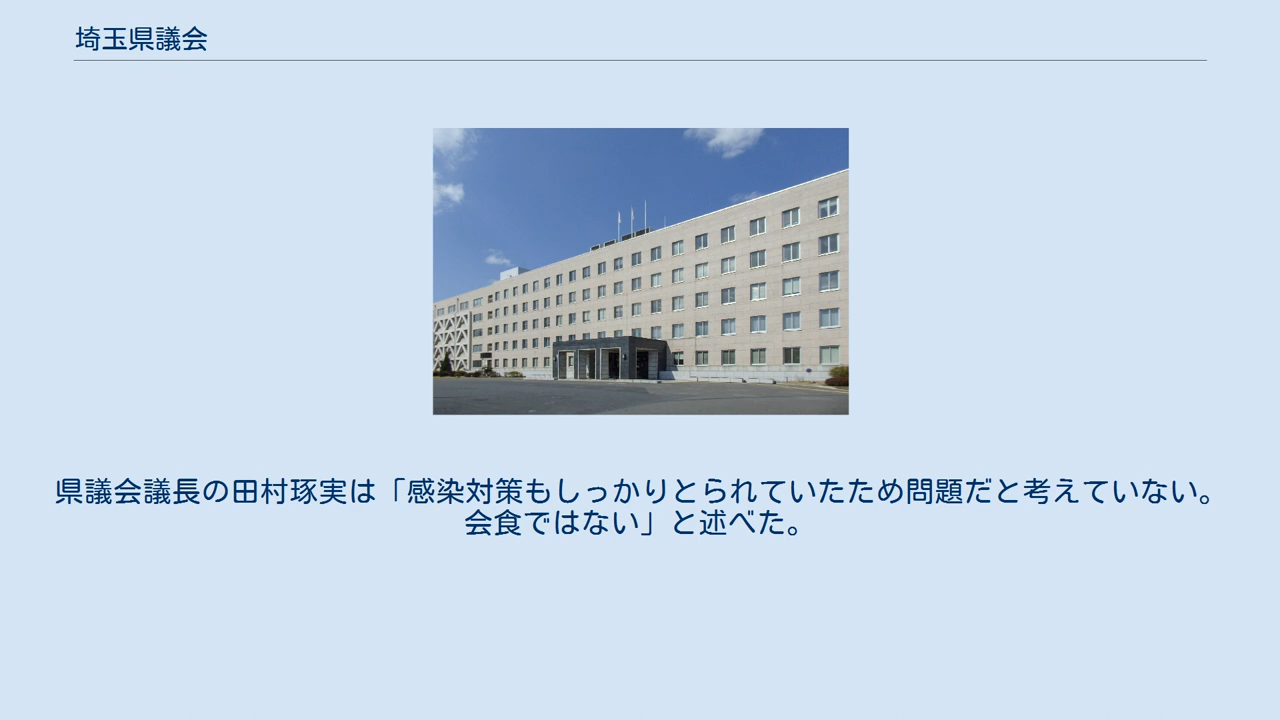 埼玉県議会
県議会議長の田村琢実は「感染対策もしっかりとられていたため問題だと考えていない。
会食ではない」と述べた。